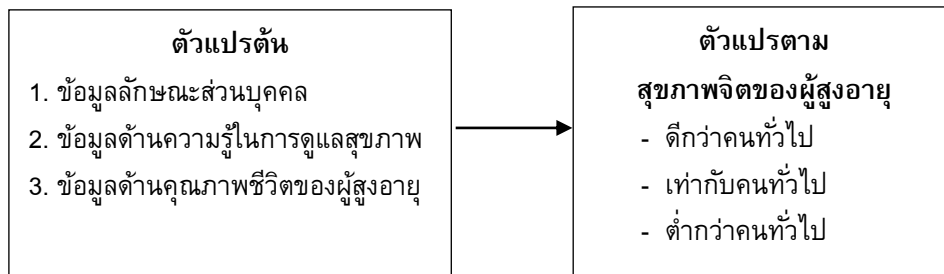 ตัวแปรต้น
1. ข้อมูลลักษณะส่วนบุคคล
2. ข้อมูลด้านความรู้ในการดูแลสุขภาพ
3. ข้อมูลด้านคุณภาพชีวิตของผู้สูงอายุ
ตัวแปรตาม
สุขภาพจิตของผู้สูงอายุ
- ดีกว่าคนทั่วไป
- เท่ากับคนทั่วไป
- ต่ำกว่าคนทั่วไป